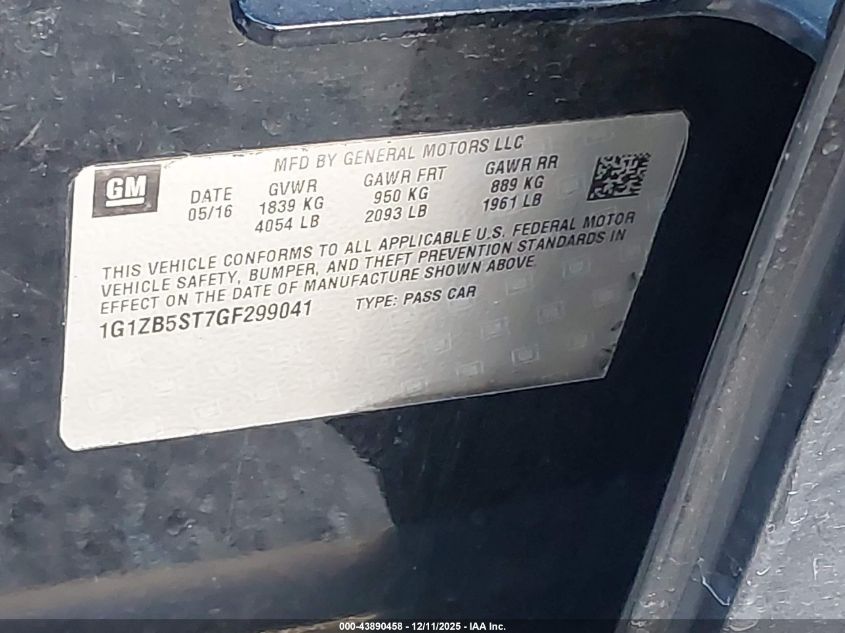 MFD BY GENERAL MOTORS LLC
GM
DATE GVWR GAWR FRT GAWR RR
05/16 1839 KG 950 KG 889 KG
4054 LB 2093 LB 1961 LB
THIS VEHICLE CONFORMS TO ALL APPLICABLE U.S. FEDERAL MOTOR
VEHICLE SAFETY, BUMPER, AND THEFT PREVENTION STANDARDS IN
EFFECT ON THE DATE OF MANUFACTURE SHOWN ABOVE
1G1ZB5ST7GF299041 TYPE: PASS CAR
000-43890458 - 12/11/2025 - IAA Inc.